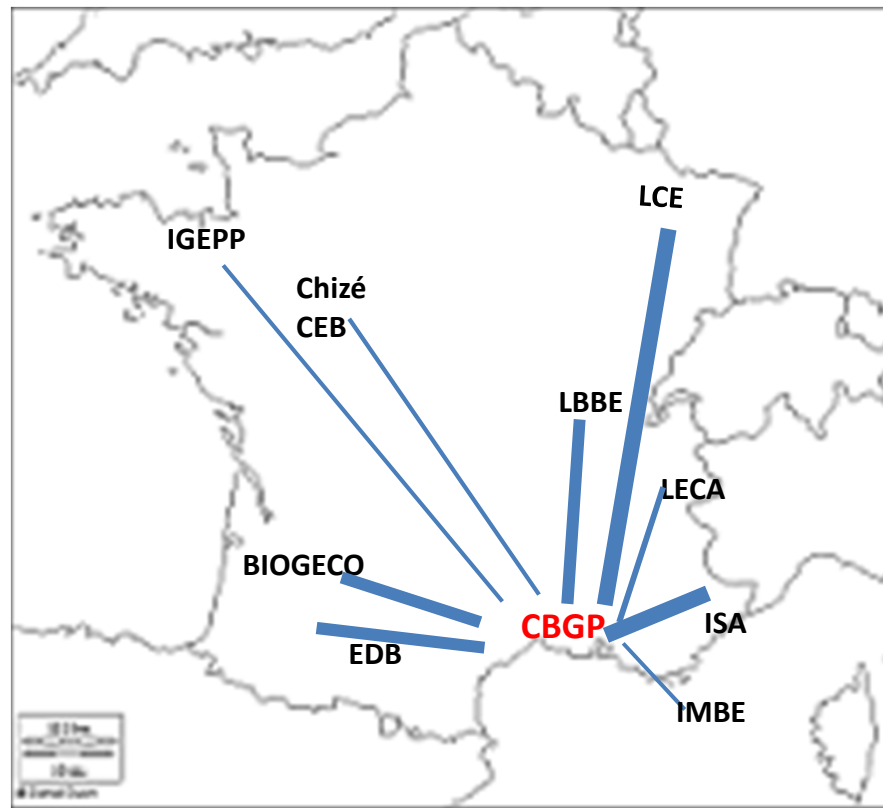 LCE
IGEPP
Chizé
CEB
LBBE
LECA
BIOGECO
CBGP
ISA
EDB
IMBE